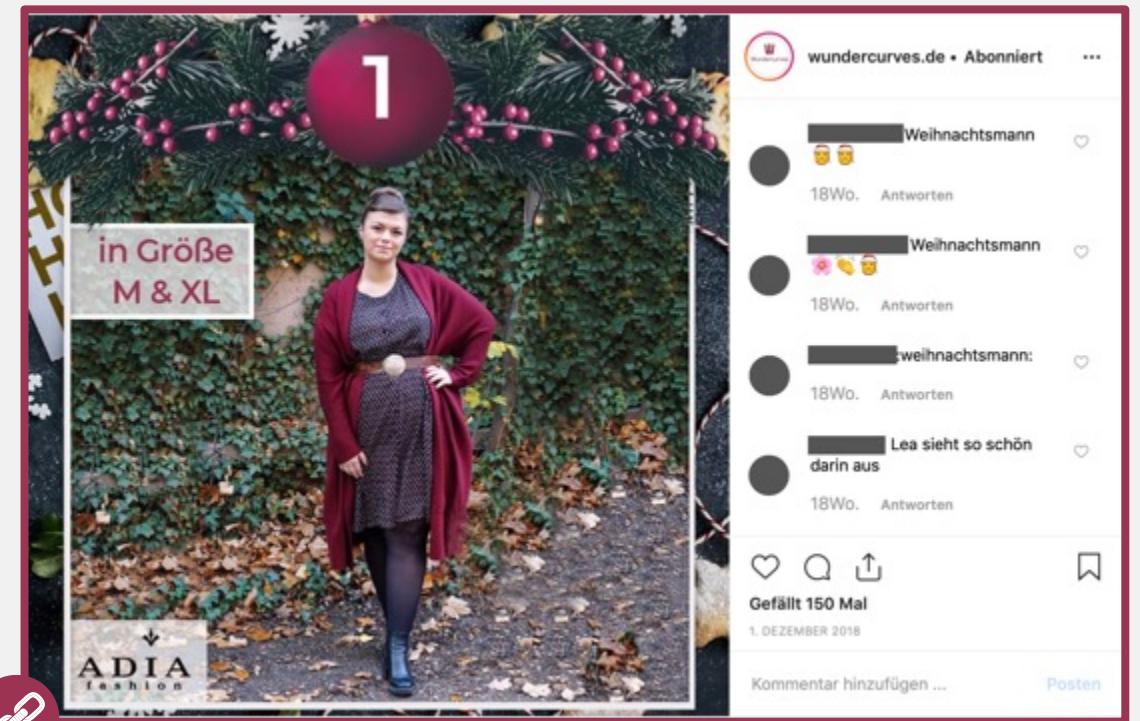 1
in Größe
M & XL
ADIA
fashion
wundercurves.de • Abonniert
Weihnachtsmann
18Wo. Antworten
Weihnachtsmann
18Wo. Antworten
:weihnachtsmann:
18Wo. Antworten
Lea sieht so schön
darin aus
18Wo. Antworten
Gefällt 150 Mal
1. DEZEMBER 2018
Kommentar hinzufügen ...
Posten